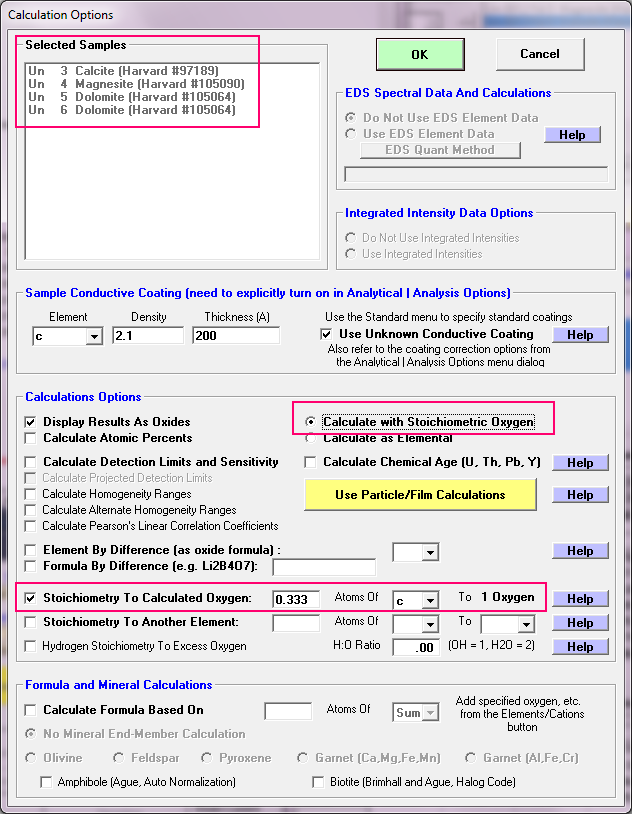 Calculation Options
Selected Samples
Un 3 Calcite (Harvard #97189)
Un 4 Magnesite (Harvard #105090)
Un 5 Dolomite (Harvard #105064)
Un 6 Dolomite (Harvard #105064)
OK
Cancel
EDS Spectral Data And Calculations
Do Not Use EDS Element Data
Use EDS Element Data
Help
EDS Quant Method
Integrated Intensity Data Options
Do Not Use Integrated Intensities
Use Integrated Intensities
Sample Conductive Coating (need to explicitly turn on in Analytical | Analysis Options)
Element Density Thickness (A)
c 2.1 200
Use the Standard menu to specify standard coatings
Use Unknown Conductive Coating Help
Also refer to the coating correction options from
the Analytical | Analysis Options menu dialog
Calculations Options
Display Results As Oxides Calculate with Stoichiometric Oxygen
Calculate Atomic Percents Calculate as Elemental
Calculate Detection Limits and Sensitivity Calculate Chemical Age (U, Th, Pb, Y) Help
Calculate Projected Detection Limits
Calculate Homogeneity Ranges Use Particle/Film Calculations Help
Calculate Alternate Homogeneity Ranges
Calculate Pearson's Linear Correlation Coefficients
Element By Difference (as oxide formula) : Help
Formula By Difference (e.g. Li2B4O7):
Stoichiometry To Calculated Oxygen: 0.333 Atoms Of c To 1 Oxygen Help
Stoichiometry To Another Element: Atoms Of To Help
Hydrogen Stoichiometry To Excess Oxygen H:O Ratio .00 (OH = 1, H2O = 2) Help
Formula and Mineral Calculations
Calculate Formula Based On Atoms Of Sum
Add specified oxygen, etc.
from the Elements/Cations
button
No Mineral End-Member Calculation
Olivine Feldspar Pyroxene Garnet (Ca,Mg,Fe,Mn) Garnet (Al,Fe,Cr)
Amphibole (Ague, Auto Normalization) Biotite (Brimhall and Ague, Halog Code)